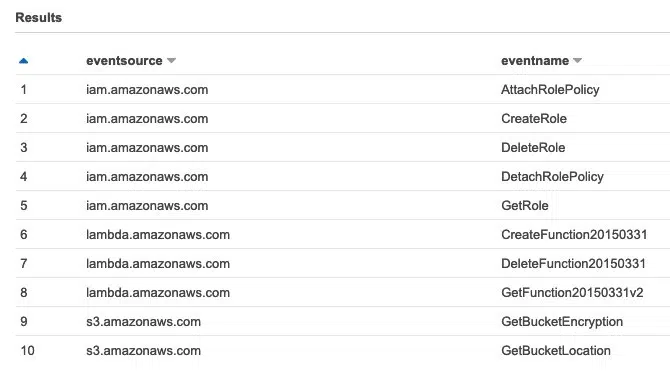 Results
eventsource eventname
1 iam.amazonaws.com AttachRolePolicy
2 iam.amazonaws.com CreateRole
3 iam.amazonaws.com DeleteRole
4 iam.amazonaws.com DetachRolePolicy
5 iam.amazonaws.com GetRole
6 lambda.amazonaws.com CreateFunction20150331
7 lambda.amazonaws.com DeleteFunction20150331
8 lambda.amazonaws.com GetFunction20150331v2
9 s3.amazonaws.com GetBucketEncryption
10 s3.amazonaws.com GetBucketLocation